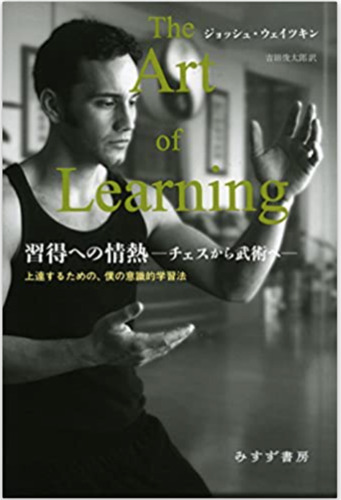 The
Art
of
Learning
ジョッシュ・ウェイツキン
吉田俊太郎 訳
習得への情熱―チェスから武術へ―
上達するための、僕の意識的学習法
みすず書房